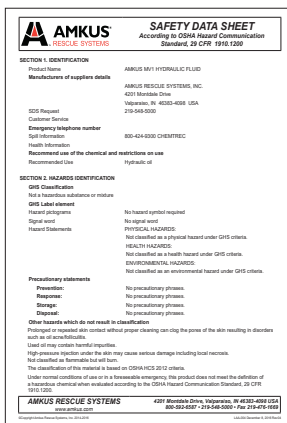 AMKUS
RESCUE SYSTEMS
SAFETY DATA SHEET
According to OSHA Hazard Communication
Standard, 29 CFR 1910.1200
SECTION 1. IDENTIFICATION
Product Name AMKUS MV1 HYDRAULIC FLUID
Manufacturers of suppliers details
AMKUS RESCUE SYSTEMS, INC.
4201 Montdale Drive
Valparaiso, IN 46383-4098 USA
SDS Request 219-548-5000
Customer Service
Emergency telephone number
Spill Information 800-424-9300 CHEMTREC
Health Information
Recommend use of the chemical and restrictions on use
Recommended Use Hydraulic oil
SECTION 2. HAZARDS IDENTIFICATION
GHS Classification
Not a hazardous substance or mixture
GHS Label element
Hazard pictograms No hazard symbol required
Signal word No signal word
Hazard Statements PHYSICAL HAZARDS:
Not classified as a physical hazard under GHS criteria.
HEALTH HAZARDS:
Not classified as a health hazard under GHS criteria.
ENVIRONMENTAL HAZARDS:
Not classified as an environmental hazard under GHS criteria.
Precautionary statements
Prevention: No precautionary phrases.
Response: No precautionary phrases.
Storage: No precautionary phrases.
Disposal: No precautionary phrases.
Other hazards which do not result in classification
Prolonged or repeated skin contact without proper cleaning can clog the pores of the skin resulting in disorders
such as oil acne/folliculitis.
Used oil may contain harmful impurities.
High-pressure injection under the skin may cause serious damage including local necrosis.
Not classified as flammable but will burn.
The classification of this material is based on OSHA HCS 2012 criteria.
Under normal conditions of use or in a foreseeable emergency, this product does not meet the definition of
a hazardous chemical when evaluated according to the OSHA Hazard Communication Standard, 29 CFR
1910.1200.
AMKUS RESCUE SYSTEMS
www.amkus.com
4201 Montdale Drive, Valparaiso, IN 46383-4098 USA
800-592-6587 • 219-548-5000 • Fax 219-476-1669
©Copyright Amkus Rescue Systems, Inc. 2014-2018